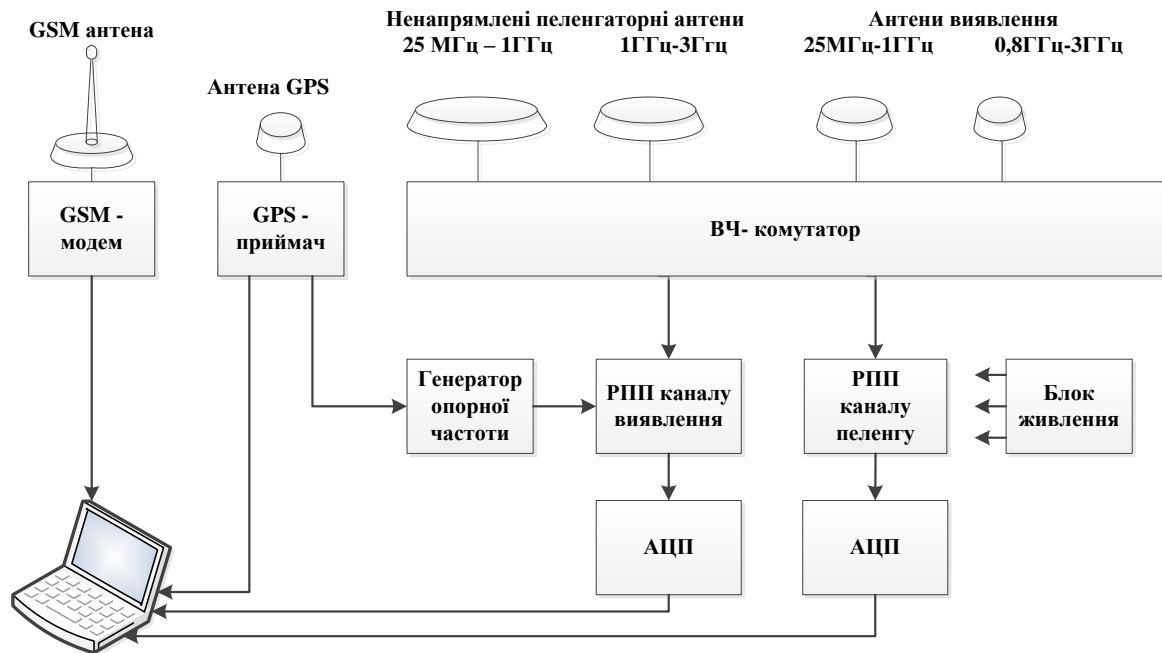 GSM антена
Антена GPS
Ненапрямлені пеленгаторні антени
25 МГц – 1ГГц
1ГГц-3Ггц
Антени виявлення
25МГц-1ГГц
0,8ГГц-3ГГц
GSM -
модем
GPS -
приймач
ВЧ- комутатор
Генератор
опорної
частоти
РПП каналу
виявлення
РПП
каналу
пеленгу
Блок
живлення
АЦП
АЦП